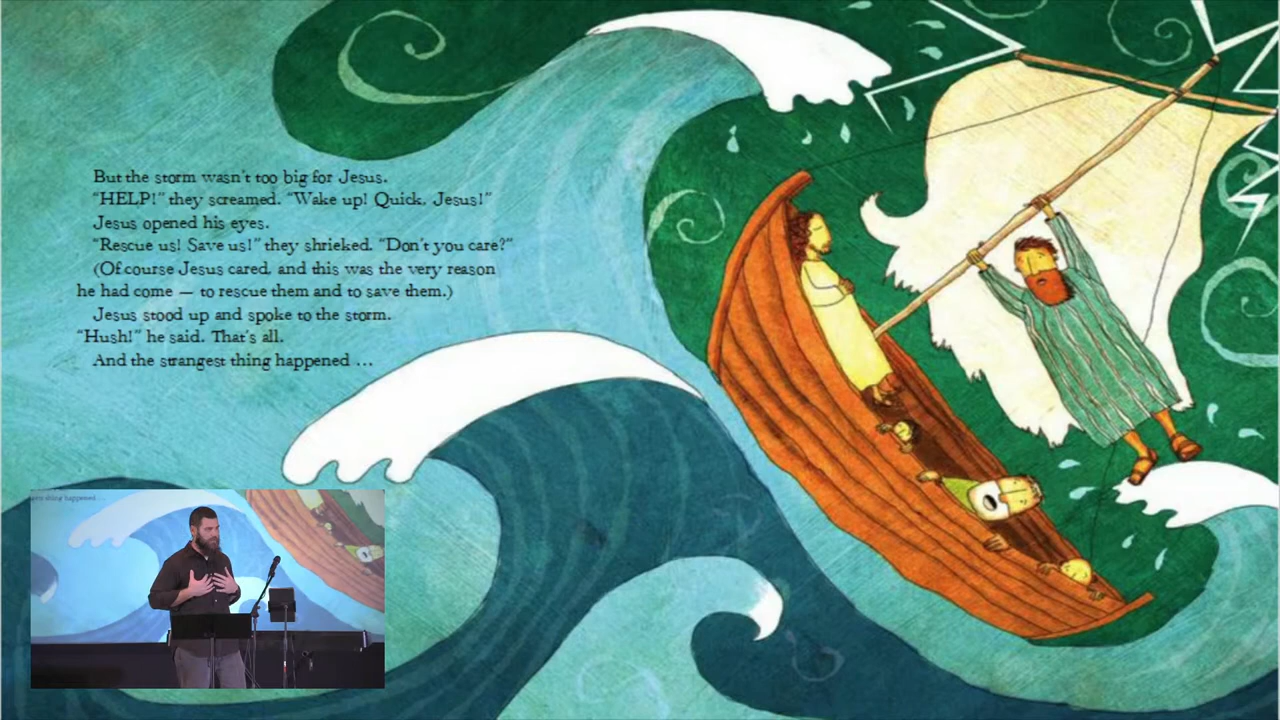 But the storm wasn't too big for Jesus.
"HELP!" they screamed. "Wake up! Quick, Jesus!"
Jesus opened his eyes.
"Rescue us! Save us!" they shrieked. "Don't you care?"
(Of course Jesus cared, and this was the very reason
he had come — to rescue them and to save them.)
Jesus stood up and spoke to the storm.
"Hush!" he said. That's all.
And the strangest thing happened ...
thing happened ...